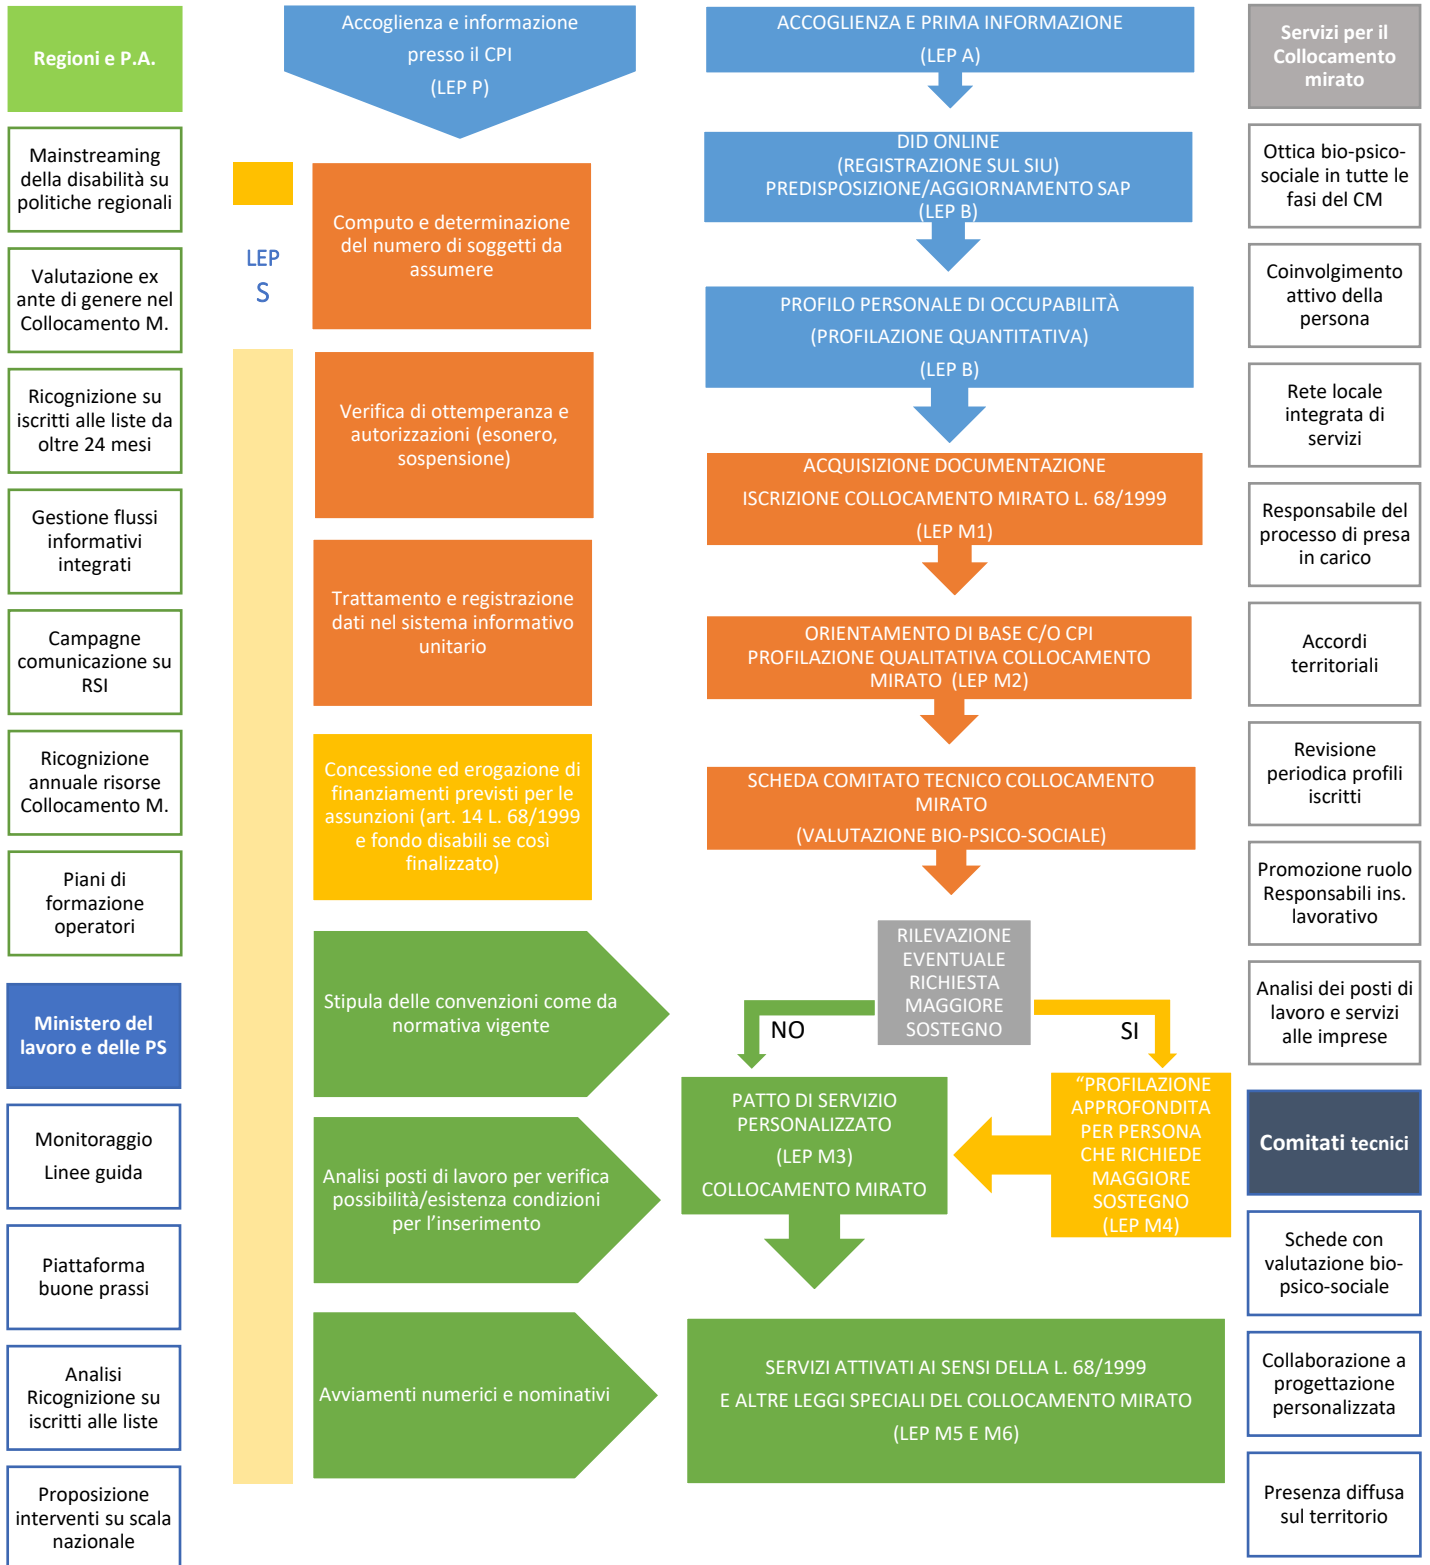 Regioni e P.A.
Mainstreaming
della disabilità su
politiche regionali
Valutazione ex
ante di genere nel
Collocamento M.
Ricognizione su
iscritti alle liste da
oltre 24 mesi
Gestione flussi
informativi
integrati
Campagne
comunicazione su
RSI
Ricognizione
annuale risorse
Collocamento M.
Piani di
formazione
operatori
Ministero del
lavoro e delle PS
Monitoraggio
Linee guida
Piattaforma
buone prassi
Analisi
Ricognizione su
iscritti alle liste
Proposizione
interventi su scala
nazionale
Accoglienza e informazione
presso il CPI
(LEP P)
LEP
S
Computo e determinazione
del numero di soggetti da
assumere
Verifica di ottemperanza e
autorizzazioni (esonero,
sospensione)
Trattamento e registrazione
dati nel sistema informativo
unitario
Concessione ed erogazione di
finanziamenti previsti per le
assunzioni (art. 14 L. 68/1999
e fondo disabili se così
finalizzato)
Stipula delle convenzioni come da
normativa vigente
Analisi posti di lavoro per verifica
possibilità/esistenza condizioni
per l’inserimento
Avviamenti numerici e nominativi
ACCOGLIENZA E PRIMA INFORMAZIONE
(LEP A)
DID ONLINE
(REGISTRAZIONE SUL SIU)
PREDISPOSIZIONE/AGGIORNAMENTO SAP
(LEP B)
PROFILO PERSONALE DI OCCUPABILITÀ
(PROFILAZIONE QUANTITATIVA)
(LEP B)
ACQUISIZIONE DOCUMENTAZIONE
ISCRIZIONE COLLOCAMENTO MIRATO L. 68/1999
(LEP M1)
ORIENTAMENTO DI BASE C/O CPI
PROFILAZIONE QUALITATIVA COLLOCAMENTO
MIRATO (LEP M2)
SCHEDA COMITATO TECNICO COLLOCAMENTO
MIRATO
(VALUTAZIONE BIO-PSICO-SOCIALE)
RILEVAZIONE
EVENTUALE
RICHIESTA
MAGGIORE
SOSTEGNO
NO
SI
PATTO DI SERVIZIO
PERSONALIZZATO
(LEP M3)
COLLOCAMENTO MIRATO
“PROFILAZIONE
APPROFONDITA
PER PERSONA
CHE RICHIEDE
MAGGIORE
SOSTEGNO
(LEP M4)
SERVIZI ATTIVATI AI SENSI DELLA L. 68/1999
E ALTRE LEGGI SPECIALI DEL COLLOCAMENTO MIRATO
(LEP M5 E M6)
Servizi per il
Collocamento
mirato
Ottica bio-psico-
sociale in tutte le
fasi del CM
Coinvolgimento
attivo della
persona
Rete locale
integrata di
servizi
Responsabile del
processo di presa
in carico
Accordi
territoriali
Revisione
periodica profili
iscritti
Promozione ruolo
Responsabili ins.
lavorativo
Analisi dei posti di
lavoro e servizi
alle imprese
Comitati tecnici
Schede con
valutazione bio-
psico-sociale
Collaborazione a
progettazione
personalizzata
Presenza diffusa
sul territorio